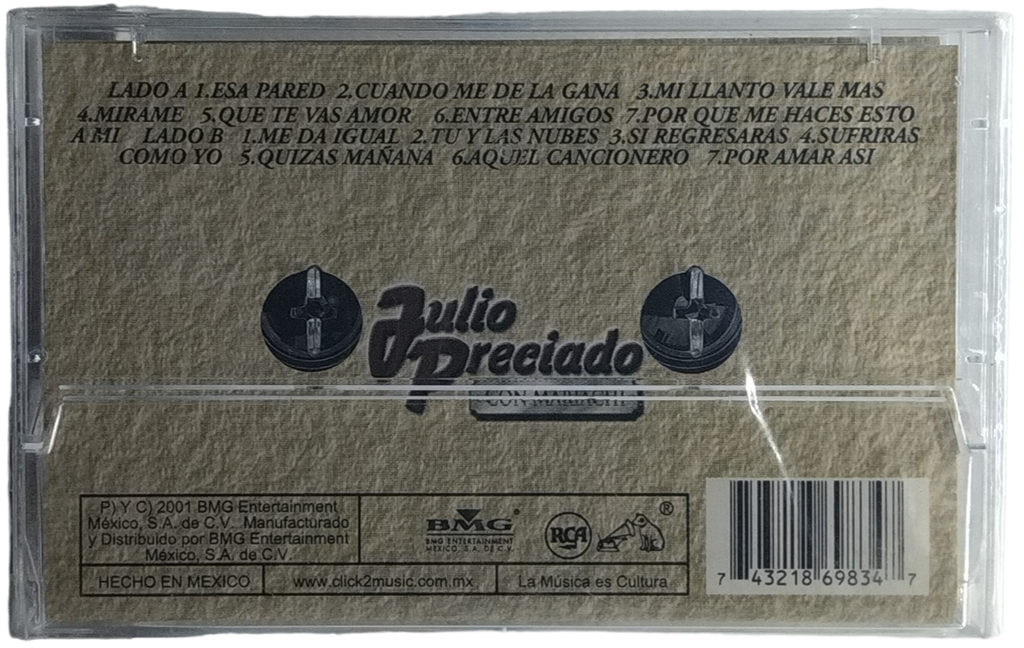 LADO A 1.ESA PARED 2.CUANDO ME DE LA GANA 3.MI LLANTO VALE MAS
4.MIRAME 5.QUE TE VAS AMOR 6.ENTRE AMIGOS 7.POR QUE ME HACES ESTO
A MI LADO B 1.ME DA IGUAL 2.TU Y LAS NUBES 3.SI REGRESARAS 4.SUFRIRAS
COMO YO 5.QUIZAS MAÑANA 6.AQUEL CANCIONERO 7.POR AMAR ASI
Julio
Preciado
CON MARIACHI
P) Y C) 2001 BMG Entertainment
México, S.A. de C.V. Manufacturado
y Distribuido por BMG Entertainment
México, S.A. de C.V.
BMG
BMG ENTERTAINMENT
MEXICO, S.A. DE C.V.
RCA
®
HECHO EN MEXICO
www.click2music.com.mx
La Música es Cultura
7 43218 69834 7